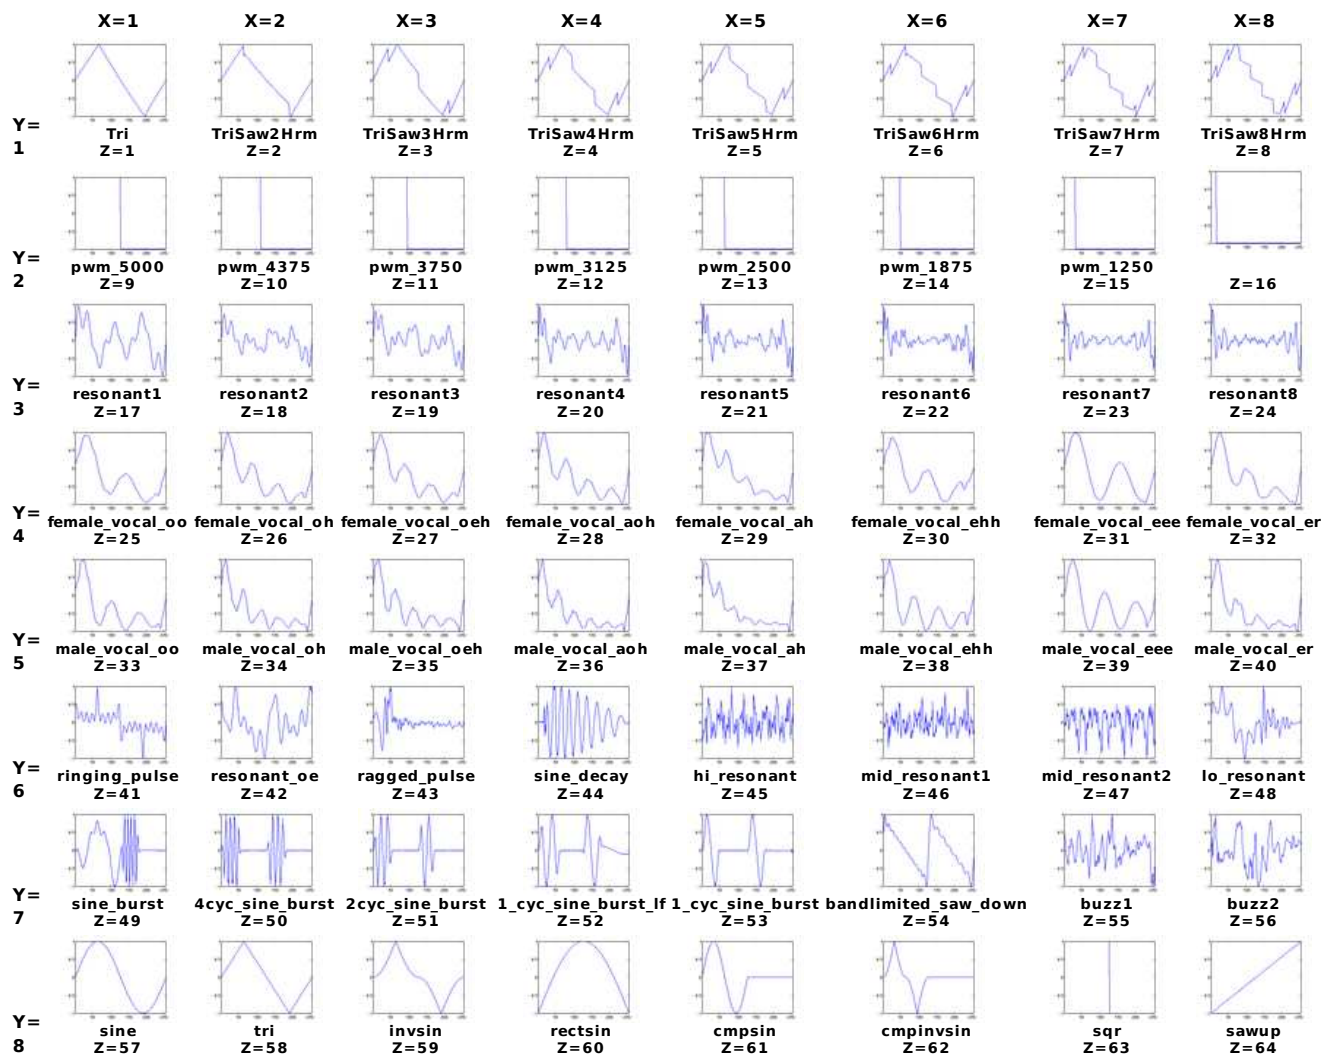 X=1 X=2 X=3 X=4 X=5 X=6 X=7 X=8
Y=
1
Tri TriSaw2Hrm TriSaw3Hrm TriSaw4Hrm TriSaw5Hrm TriSaw6Hrm TriSaw7Hrm TriSaw8Hrm
Z=1 Z=2 Z=3 Z=4 Z=5 Z=6 Z=7 Z=8
Y=
2
pwm_5000 pwm_4375 pwm_3750 pwm_3125 pwm_2500 pwm_1875 pwm_1250
Z=9 Z=10 Z=11 Z=12 Z=13 Z=14 Z=15 Z=16
Y=
3
resonant1 resonant2 resonant3 resonant4 resonant5 resonant6 resonant7 resonant8
Z=17 Z=18 Z=19 Z=20 Z=21 Z=22 Z=23 Z=24
Y=
4
female_vocal_oo female_vocal_oh female_vocal_oeh female_vocal_aoh female_vocal_ah female_vocal_ehh female_vocal_eee female_vocal_er
Z=25 Z=26 Z=27 Z=28 Z=29 Z=30 Z=31 Z=32
Y=
5
male_vocal_oo male_vocal_oh male_vocal_oeh male_vocal_aoh male_vocal_ah male_vocal_ehh male_vocal_eee male_vocal_er
Z=33 Z=34 Z=35 Z=36 Z=37 Z=38 Z=39 Z=40
Y=
6
ringing_pulse resonant_oe ragged_pulse sine_decay hi_resonant mid_resonant1 mid_resonant2 lo_resonant
Z=41 Z=42 Z=43 Z=44 Z=45 Z=46 Z=47 Z=48
Y=
7
sine_burst 4cyc_sine_burst 2cyc_sine_burst 1_cyc_sine_burst_lf 1_cyc_sine_burst bandlimited_saw_down buzz1 buzz2
Z=49 Z=50 Z=51 Z=52 Z=53 Z=54 Z=55 Z=56
Y=
8
sine tri invsin rectsin cmpsin cmpinvsin sqr sawup
Z=57 Z=58 Z=59 Z=60 Z=61 Z=62 Z=63 Z=64